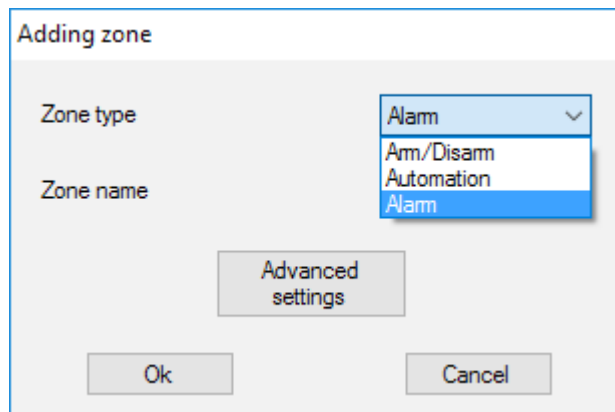 Adding zone
Zone type
Alarm
Arm/Disarm
Automation
Alarm
Zone name
Advanced
settings
Ok
Cancel